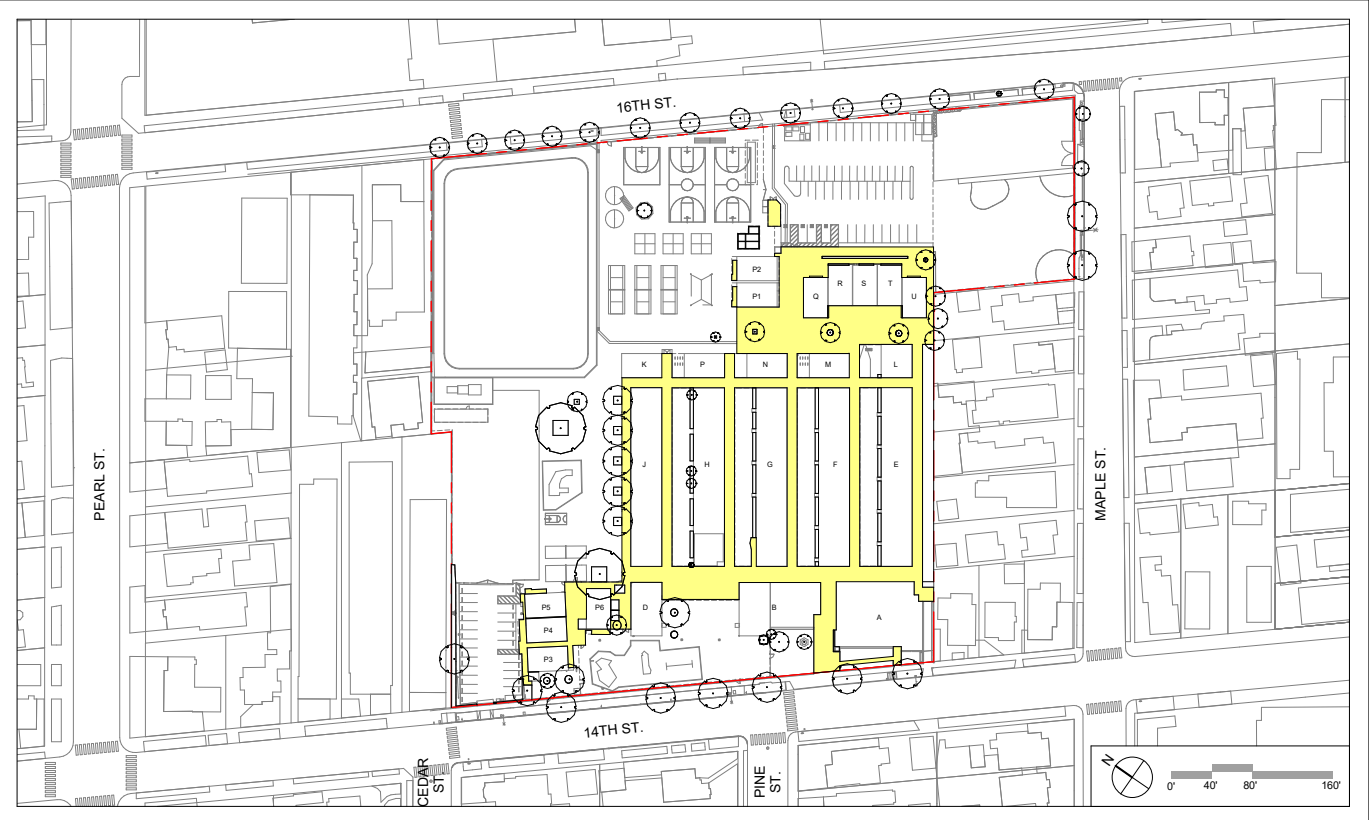 16TH ST.
P2
R S T
P1
Q U
K P N M L
PEARL ST.
J H G F E
MAPLE ST.
P5 P6 D B
P4
A
P3
14TH ST.
CEDAR
ST.
PINE
ST.
N
0' 40' 80' 160'